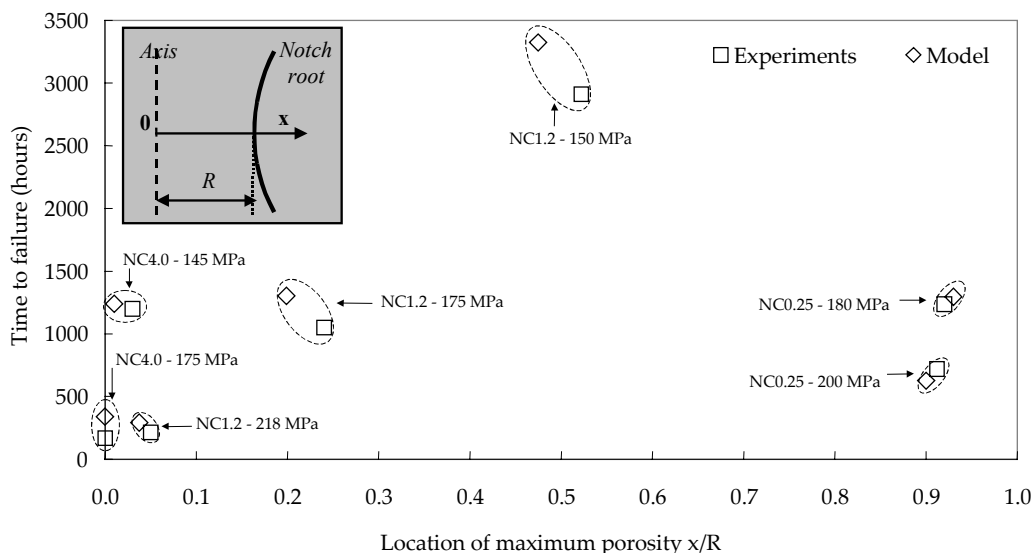 3500
3000
2500
2000
1500
1000
500
0
Time to failure (hours)
Axis
Notch
root
0
x
R
Experiments
Model
NC1.2 - 150 MPa
NC4.0 - 145 MPa
NC1.2 - 175 MPa
NC0.25 - 180 MPa
NC4.0 - 175 MPa
NC0.25 - 200 MPa
NC1.2 - 218 MPa
0.0 0.1 0.2 0.3 0.4 0.5 0.6 0.7 0.8 0.9 1.0
Location of maximum porosity x/R